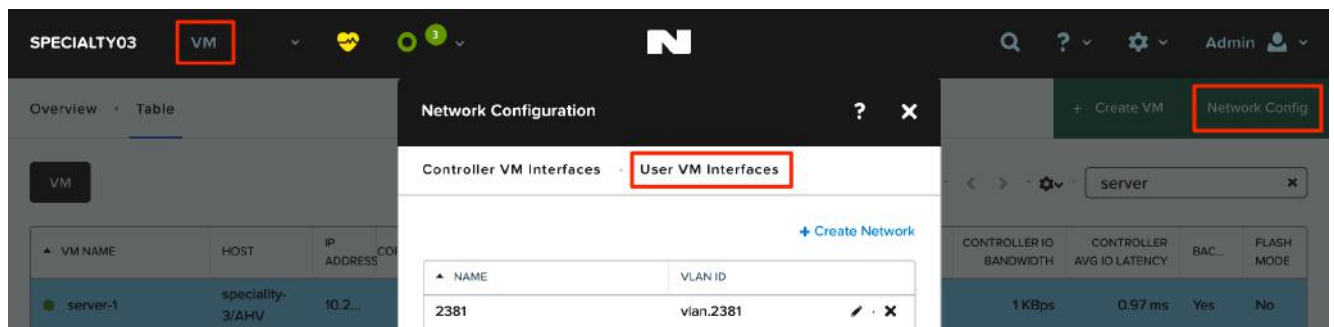 SPECIALTY03 VM 3 N ? Admin
Overview · Table Network Configuration ? + Create VM Network Config
Controller VM Interfaces · User VM Interfaces
VM server
+ Create Network
VM NAME HOST IP ADDRESS CONTROLLER IO BANDWIDTH CONTROLLER AVG IO LATENCY BAC... FLASH MODE
NAME VLAN ID
server-1 speciality-3/AHV 10.2... 1 KBps 0.97 ms Yes No
2381 vlan.2381